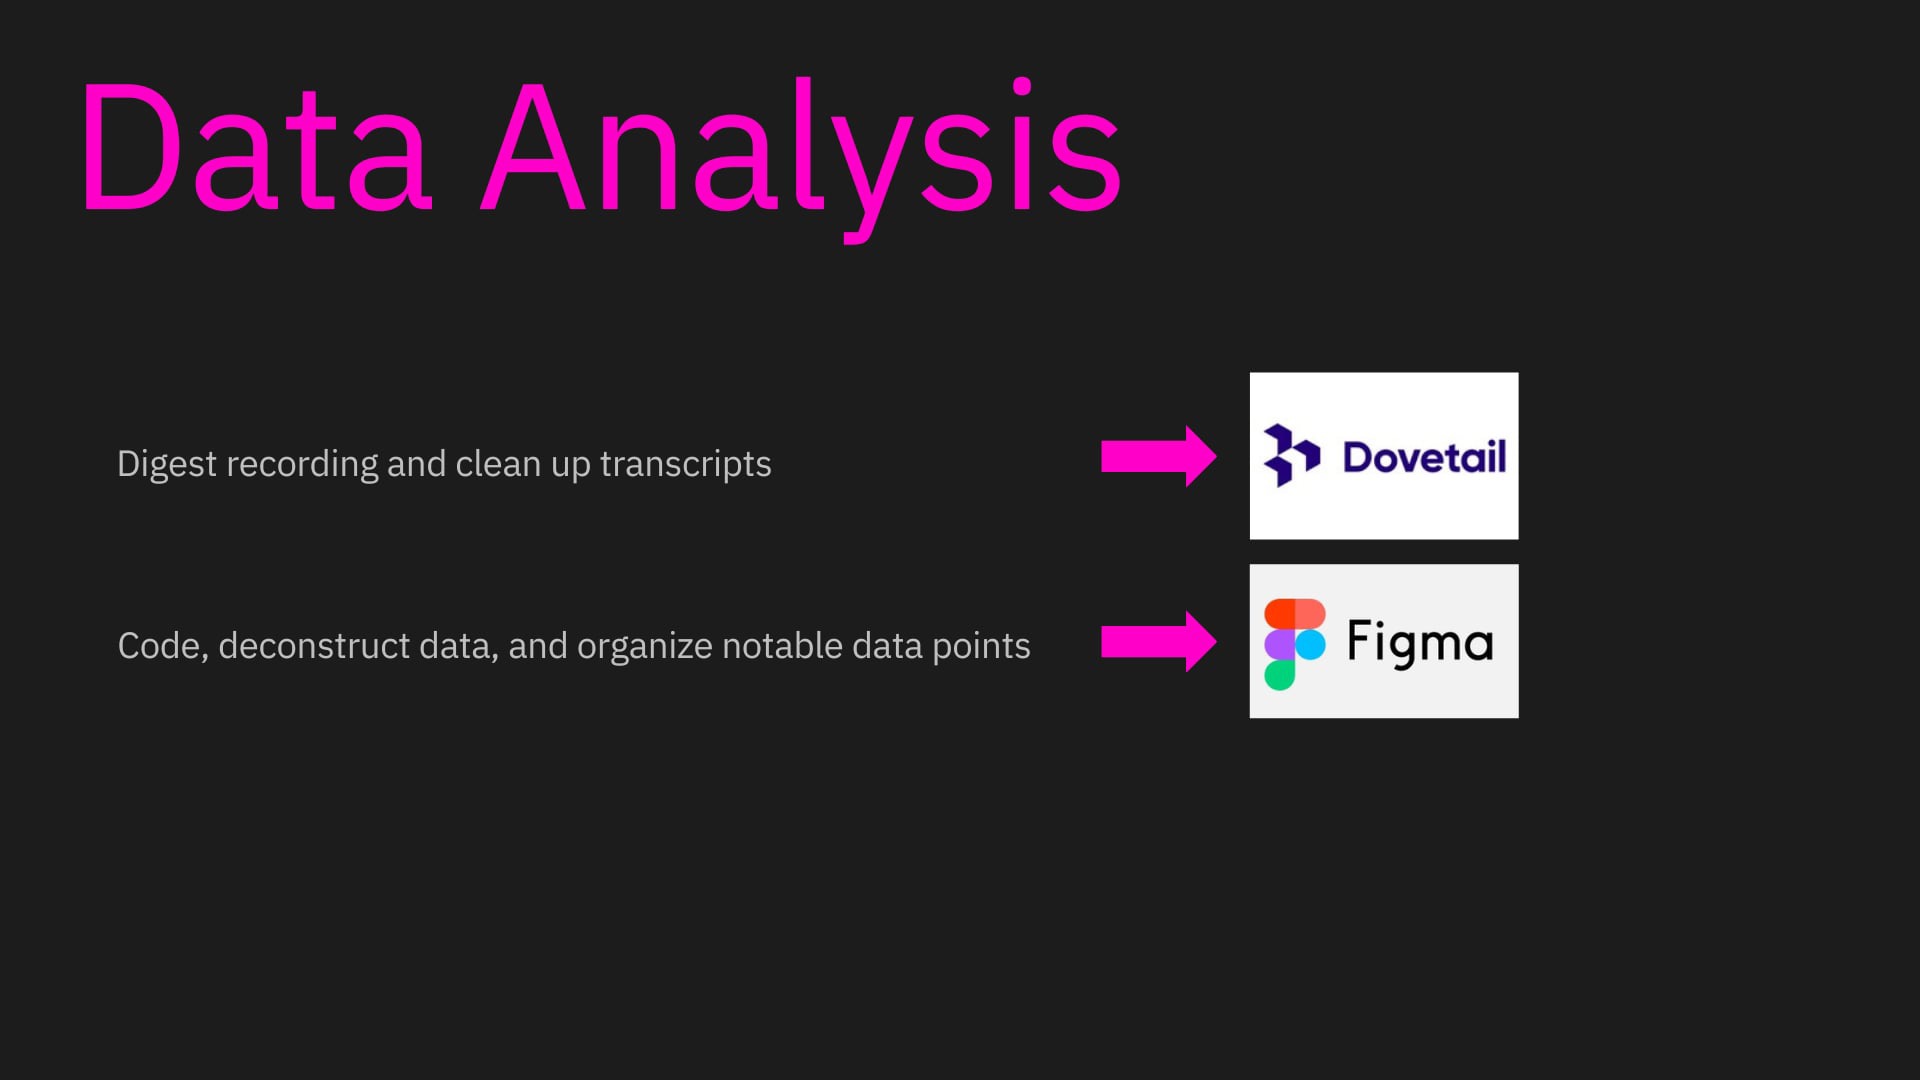 Data Analysis
Digest recording and clean up transcripts
Dovetail
Code, deconstruct data, and organize notable data points
Figma